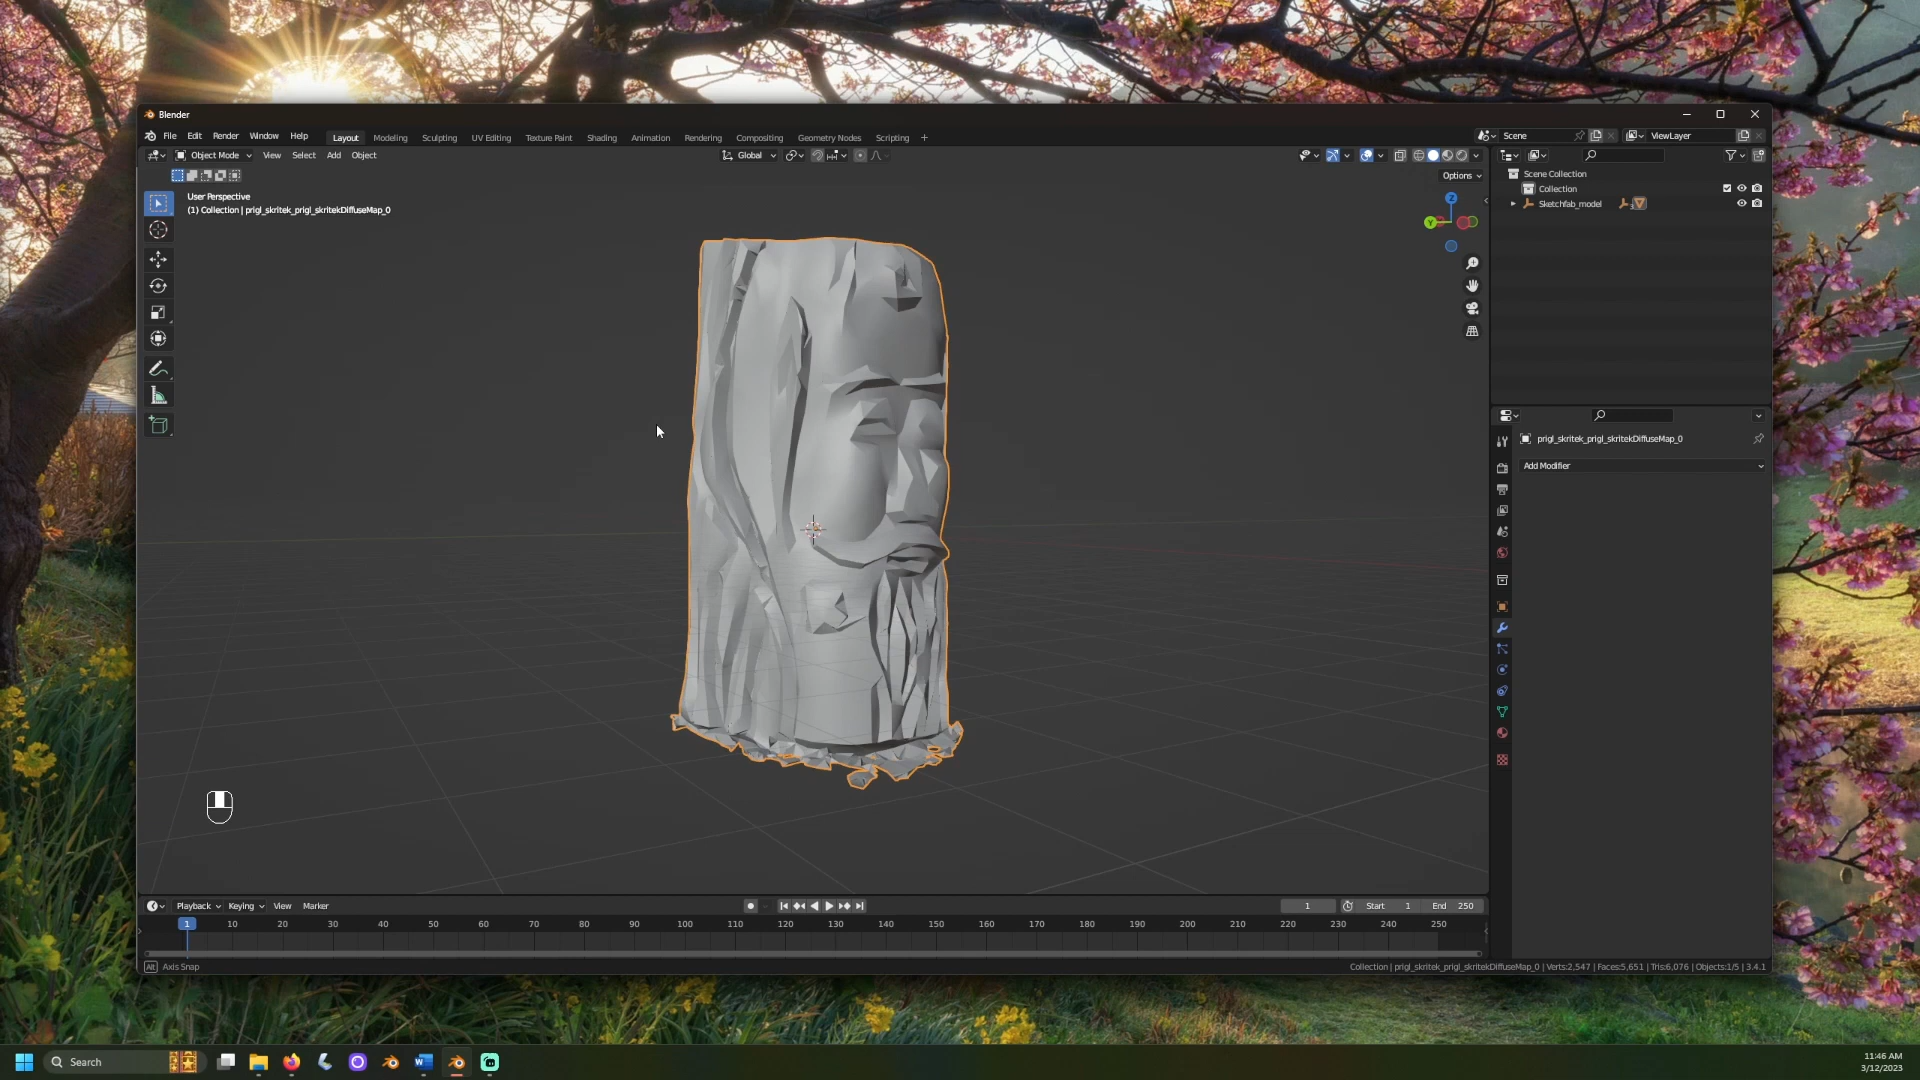 Blender
File Edit Render Window Help Layout Modeling Sculpting UV Editing Texture Paint Shading Animation Rendering Compositing Geometry Nodes Scripting + Scene ViewLayer
Object Mode View Select Add Object Global
Options
User Perspective
(1) Collection | prigl_skritek_prigl_skritekDiffuseMap_0
Z
Y
Scene Collection
Collection
Sketchfab_model
prigl_skritek_prigl_skritekDiffuseMap_0
Add Modifier
Playback Keying View Marker 1 Start 1 End 250
1 10 20 30 40 50 60 70 80 90 100 110 120 130 140 150 160 170 180 190 200 210 220 230 240 250
Alt Axis Snap
Collection | prigl_skritek_prigl_skritekDiffuseMap_0 | Verts:2,547 | Faces:5,651 | Tris:6,076 | Objects:1/5 | 3.4.1
Search
11:46 AM
3/12/2023